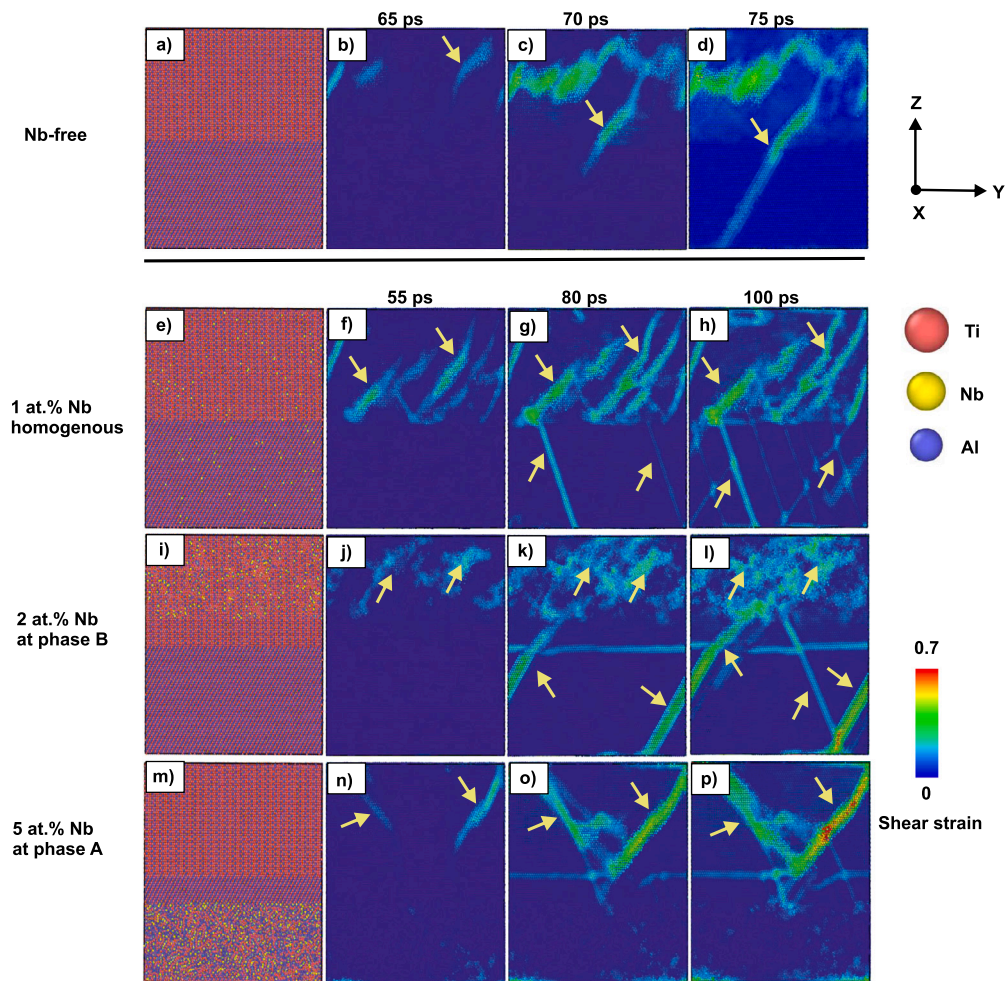 65 ps 70 ps 75 ps
a) b) c) d)
Nb-free
Z
Y
X
55 ps 80 ps 100 ps
e) f) g) h)
Ti
1 at.% Nb
homogenous
Nb
Al
i) j) k) l)
2 at.% Nb
at phase B
0.7
m) n) o) p)
0
5 at.% Nb
at phase A
Shear strain